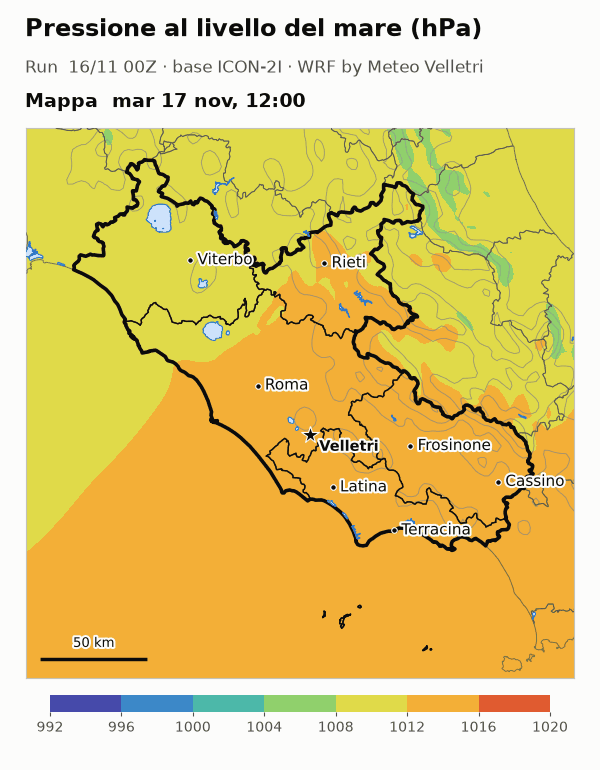 Pressione al livello del mare (hPa)
Run  16/11 00Z · base ICON-2I · WRF by Meteo Velletri
Mappa  mar 17 nov, 12:00
Viterbo
Rieti
Roma
Velletri
Frosinone
Cassino
Latina
Terracina
50 km
992 996 1000 1004 1008 1012 1016 1020